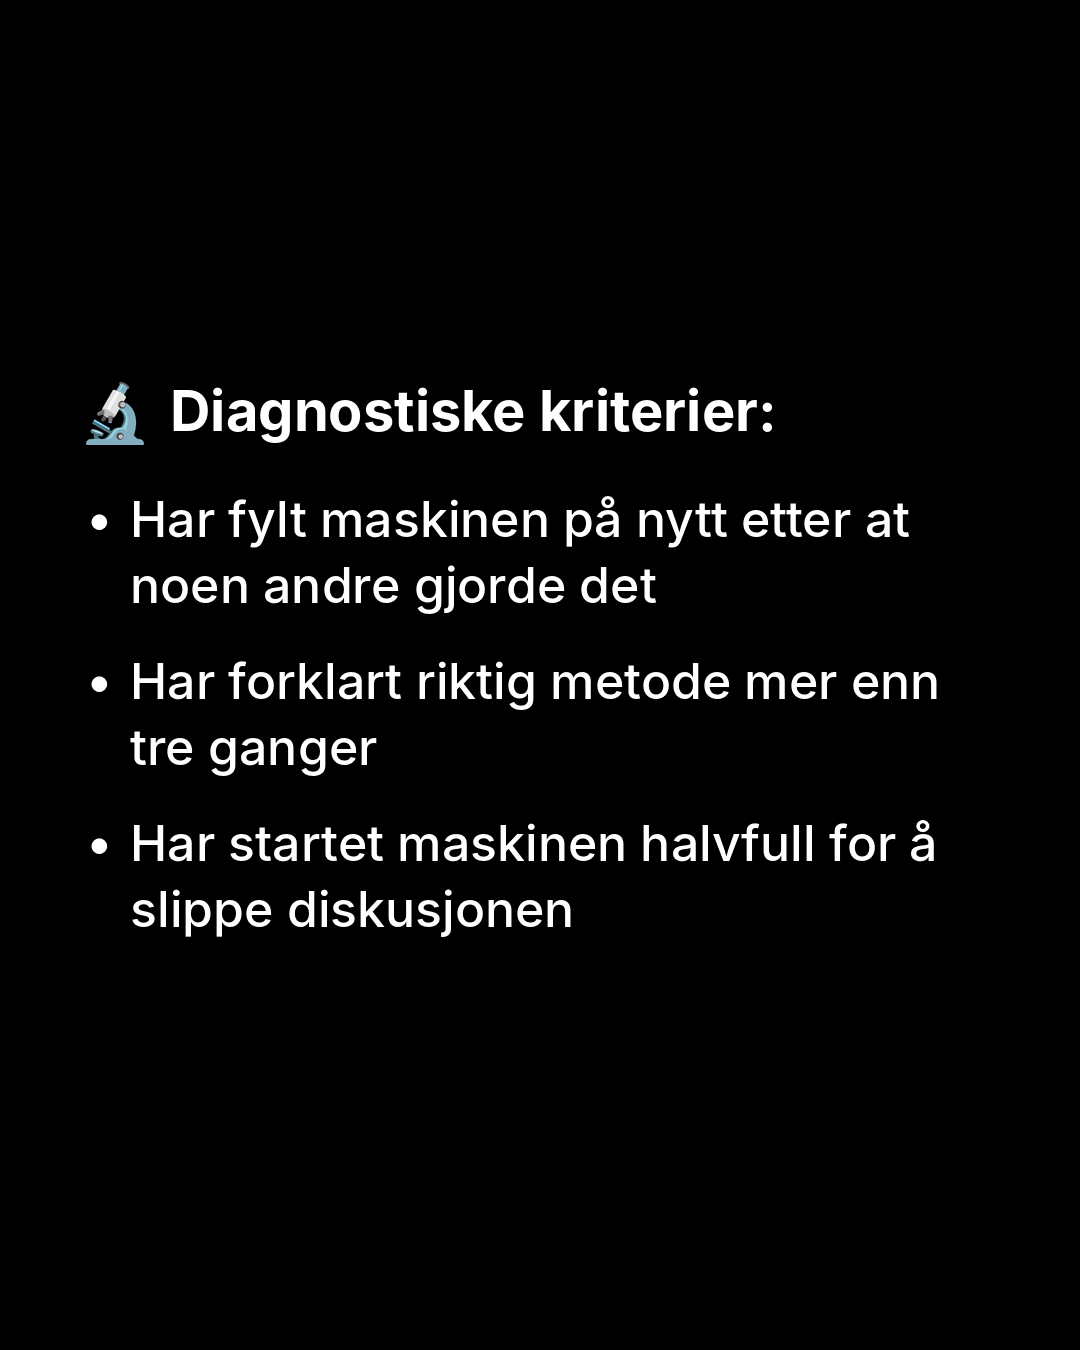 🔬 Diagnostiske kriterier:
• Har fylt maskinen på nytt etter at
noen andre gjorde det
• Har forklart riktig metode mer enn
tre ganger
• Har startet maskinen halvfull for å
slippe diskusjonen